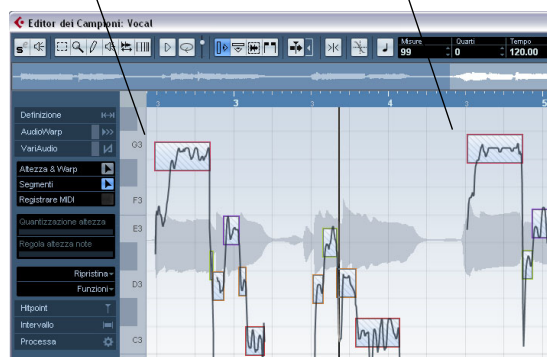 Editor dei Campioni: Vocal
Misure Quarti Tempo
99 0 120.00
3 3 3 4 3 5
Definizione
AudioWarp
VariAudio
Altezza & Warp
Segmenti
Registrare MIDI
Quantizzazione altezza
Regola altezza note
Ripristina
Funzioni
Hitpoint
Intervallo
Processa
G3
F3
E3
D3
C3